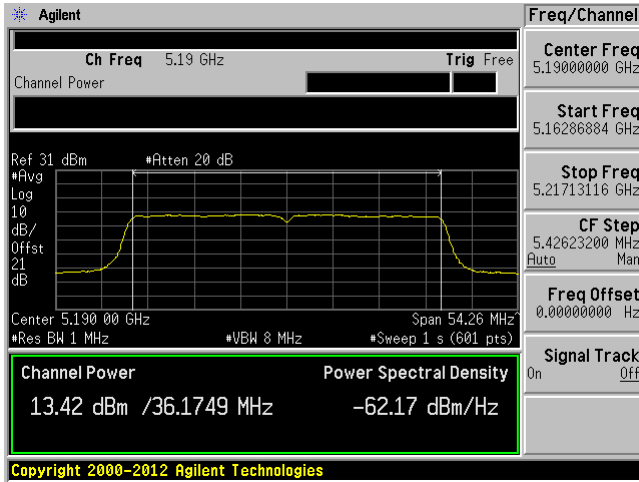 Agilent
Freq/Channel
Ch Freq 5.19 GHz Trig Free
Channel Power
Center Freq
5.19000000 GHz
Start Freq
5.16286884 GHz
Stop Freq
5.21713116 GHz
CF Step
5.42623200 MHz
Auto Man
Freq Offset
0.00000000 Hz
Signal Track
On Off
Ref 31 dBm #Atten 20 dB
#Avg
Log
10
dB/
Offst
21
dB
Center 5.190 00 GHz Span 54.26 MHz^
#Res BW 1 MHz #VBW 8 MHz #Sweep 1 s (601 pts)
Channel Power Power Spectral Density
13.42 dBm /36.1749 MHz -62.17 dBm/Hz
Copyright 2000-2012 Agilent Technologies